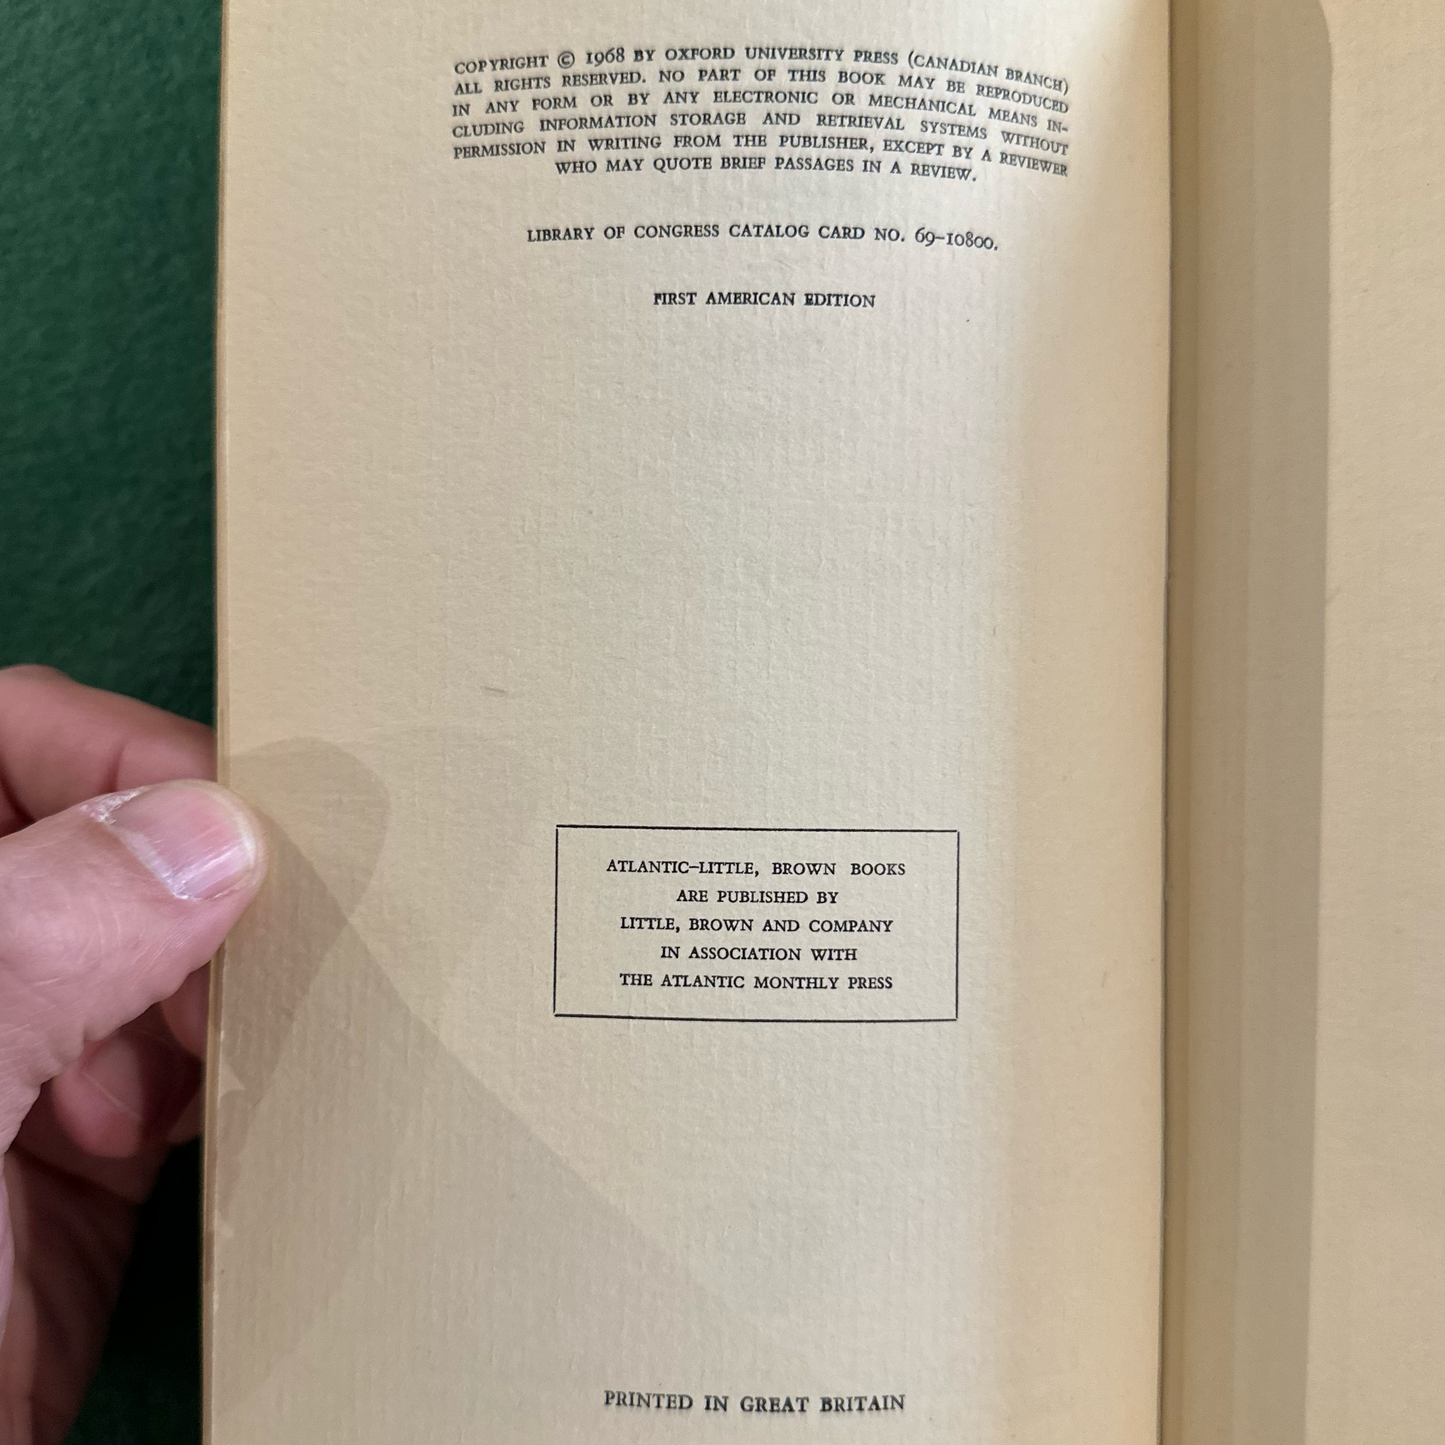 COPYRIGHT © 1968 BY OXFORD UNIVERSITY PRESS (CANADIAN BRANCH)
ALL RIGHTS RESERVED. NO PART OF THIS BOOK MAY BE REPRODUCED
IN ANY FORM OR BY ANY ELECTRONIC OR MECHANICAL MEANS IN-
CLUDING INFORMATION STORAGE AND RETRIEVAL SYSTEMS WITHOUT
PERMISSION IN WRITING FROM THE PUBLISHER, EXCEPT BY A REVIEWER
WHO MAY QUOTE BRIEF PASSAGES IN A REVIEW.
LIBRARY OF CONGRESS CATALOG CARD NO. 69-10800.
FIRST AMERICAN EDITION
ATLANTIC-LITTLE, BROWN BOOKS
ARE PUBLISHED BY
LITTLE, BROWN AND COMPANY
IN ASSOCIATION WITH
THE ATLANTIC MONTHLY PRESS
PRINTED IN GREAT BRITAIN